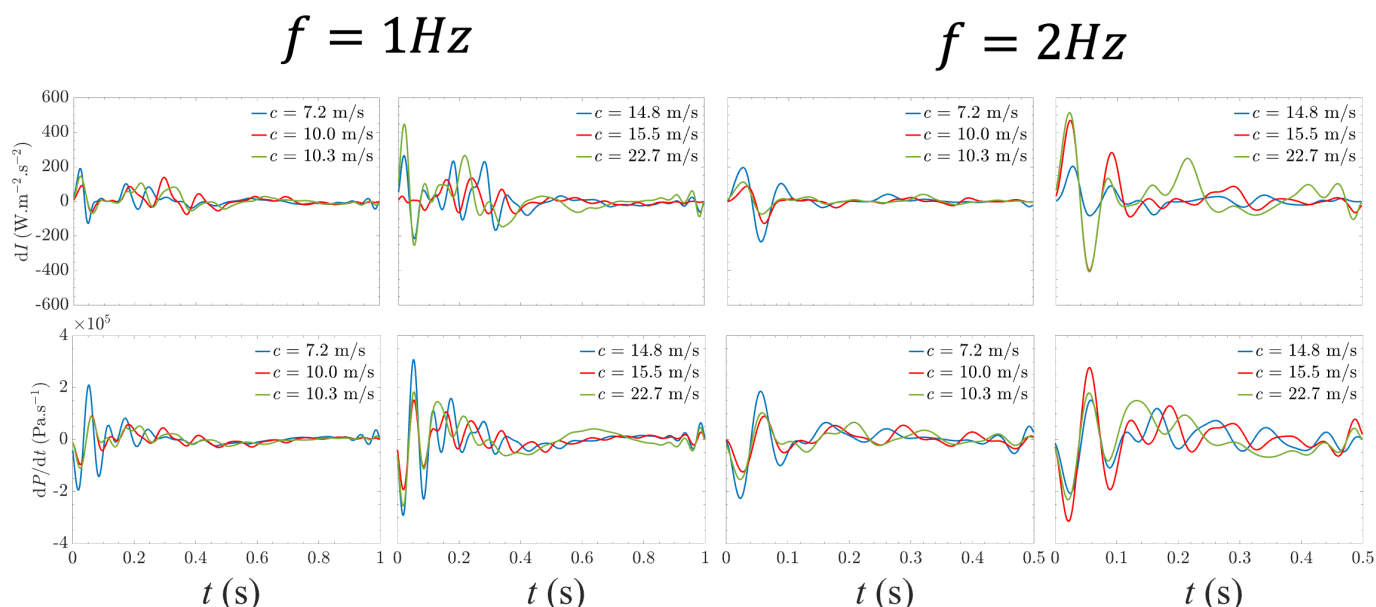 f = 1Hz
f = 2Hz
600
400
200
0
-200
-400
-600
dI (W.m⁻².s⁻²)
c = 7.2 m/s
c = 10.0 m/s
c = 10.3 m/s
c = 14.8 m/s
c = 15.5 m/s
c = 22.7 m/s
c = 7.2 m/s
c = 10.0 m/s
c = 10.3 m/s
c = 14.8 m/s
c = 15.5 m/s
c = 22.7 m/s
×10⁵
4
2
0
-2
-4
dP/dt (Pa.s⁻¹)
c = 7.2 m/s
c = 10.0 m/s
c = 10.3 m/s
c = 14.8 m/s
c = 15.5 m/s
c = 22.7 m/s
c = 7.2 m/s
c = 10.0 m/s
c = 10.3 m/s
c = 14.8 m/s
c = 15.5 m/s
c = 22.7 m/s
0 0.2 0.4 0.6 0.8 1
0 0.2 0.4 0.6 0.8 1
0 0.1 0.2 0.3 0.4 0.5
0 0.1 0.2 0.3 0.4 0.5
t (s)
t (s)
t (s)
t (s)